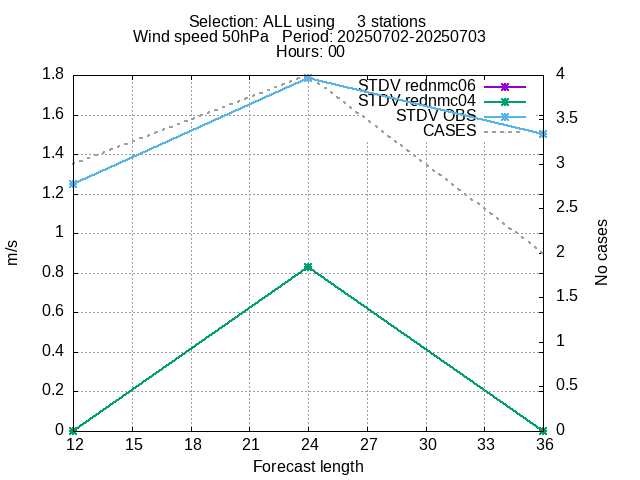 Selection: ALL using     3 stations
Wind speed 50hPa   Period: 20250702-20250703
Hours: 00
1.8
1.6
1.4
1.2
1
0.8
0.6
0.4
0.2
0
m/s
STDV rednmc06
STDV rednmc04
STDV OBS
CASES
4
3.5
3
2.5
2
1.5
1
0.5
0
No cases
12 15 18 21 24 27 30 33 36
Forecast length